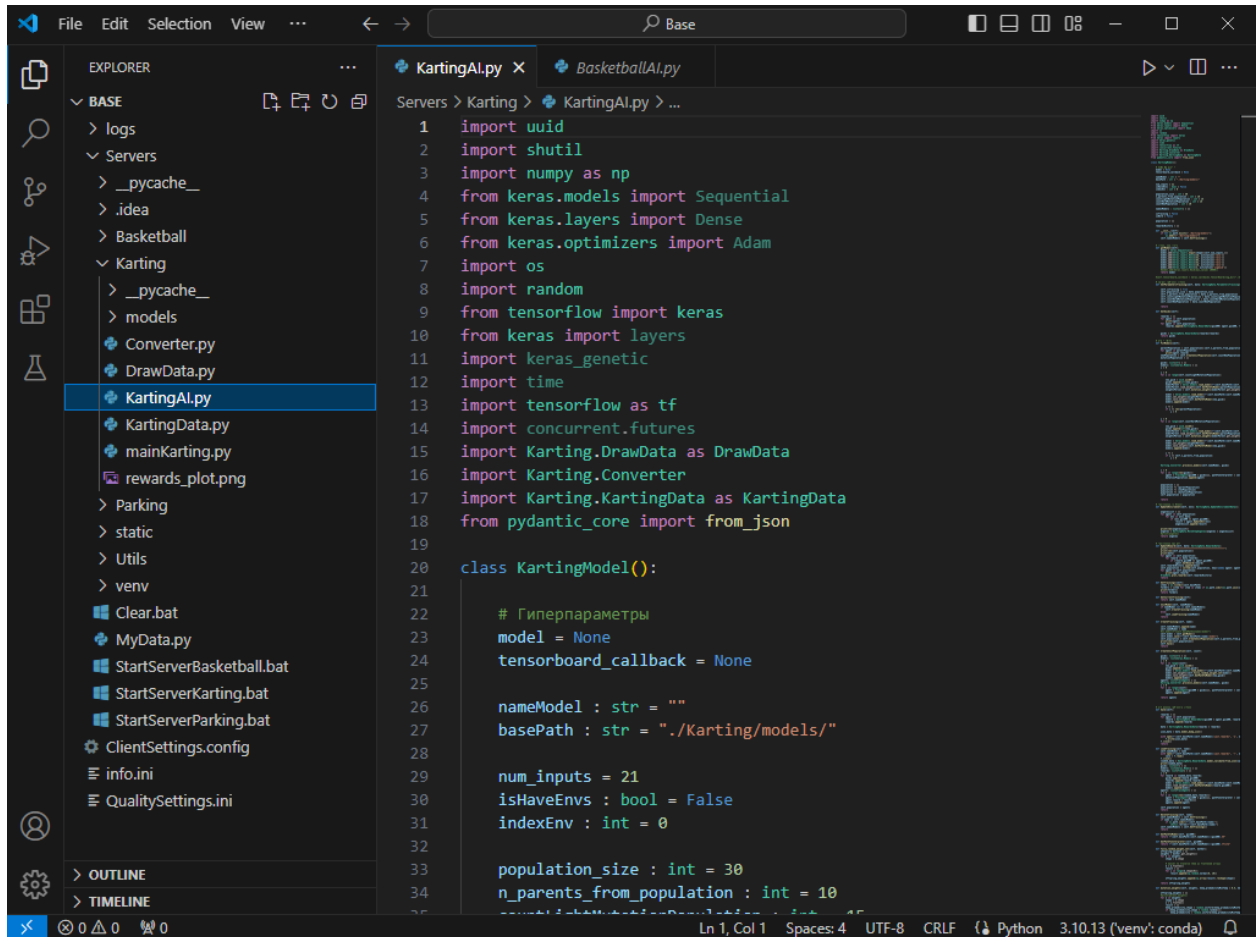 File Edit Selection View ... Base
EXPLORER ...
BASE
logs
Servers
__pycache__
.idea
Basketball
Karting
__pycache__
models
Converter.py
DrawData.py
KartingAI.py
KartingData.py
mainKarting.py
rewards_plot.png
Parking
static
Utils
venv
Clear.bat
MyData.py
StartServerBasketball.bat
StartServerKarting.bat
StartServerParking.bat
ClientSettings.config
info.ini
QualitySettings.ini
OUTLINE
TIMELINE
KartingAI.py BasketballAI.py
Servers > Karting > KartingAI.py > ...
1 import uuid
2 import shutil
3 import numpy as np
4 from keras.models import Sequential
5 from keras.layers import Dense
6 from keras.optimizers import Adam
7 import os
8 import random
9 from tensorflow import keras
10 from keras import layers
11 import keras_genetic
12 import time
13 import tensorflow as tf
14 import concurrent.futures
15 import Karting.DrawData as DrawData
16 import Karting.Converter
17 import Karting.KartingData as KartingData
18 from pydantic_core import from_json
19
20 class KartingModel():
21
22 # Гиперпараметры
23 model = None
24 tensorboard_callback = None
25
26 nameModel : str = ""
27 basePath : str = "./Karting/models/"
28
29 num_inputs = 21
30 isHaveEnvs : bool = False
31 indexEnv : int = 0
32
33 population_size : int = 30
34 n_parents_from_population : int = 10
35 countLightMutationPopulation : int = 15
0 0 0 Ln 1, Col 1 Spaces: 4 UTF-8 CRLF Python 3.10.13 ('venv': conda)